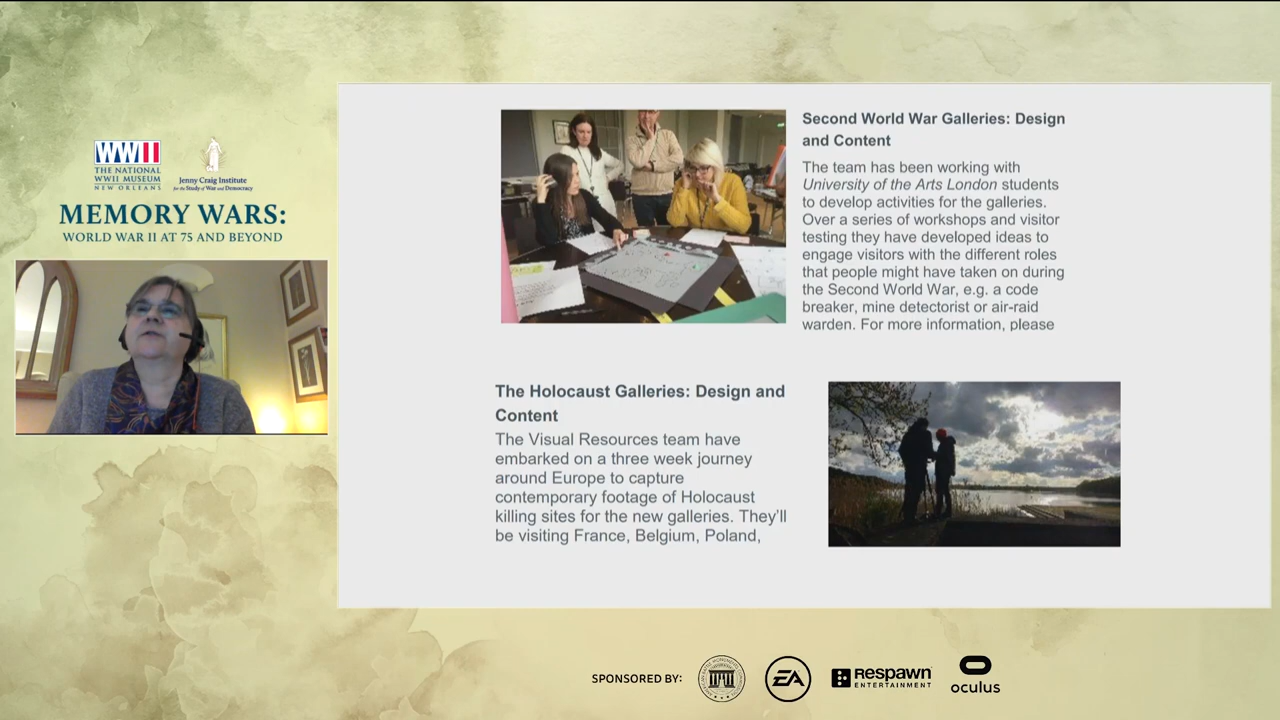 WWII
THE NATIONAL
WWII MUSEUM
NEW ORLEANS
Jenny Craig Institute
for the Study of War and Democracy
MEMORY WARS:
WORLD WAR II AT 75 AND BEYOND
Second World War Galleries: Design
and Content
The team has been working with
University of the Arts London students
to develop activities for the galleries.
Over a series of workshops and visitor
testing they have developed ideas to
engage visitors with the different roles
that people might have taken on during
the Second World War, e.g. a code
breaker, mine detectorist or air-raid
warden. For more information, please
The Holocaust Galleries: Design and
Content
The Visual Resources team have
embarked on a three week journey
around Europe to capture
contemporary footage of Holocaust
killing sites for the new galleries. They'll
be visiting France, Belgium, Poland,
SPONSORED BY:
EA
RESPAWN
ENTERTAINMENT
oculus